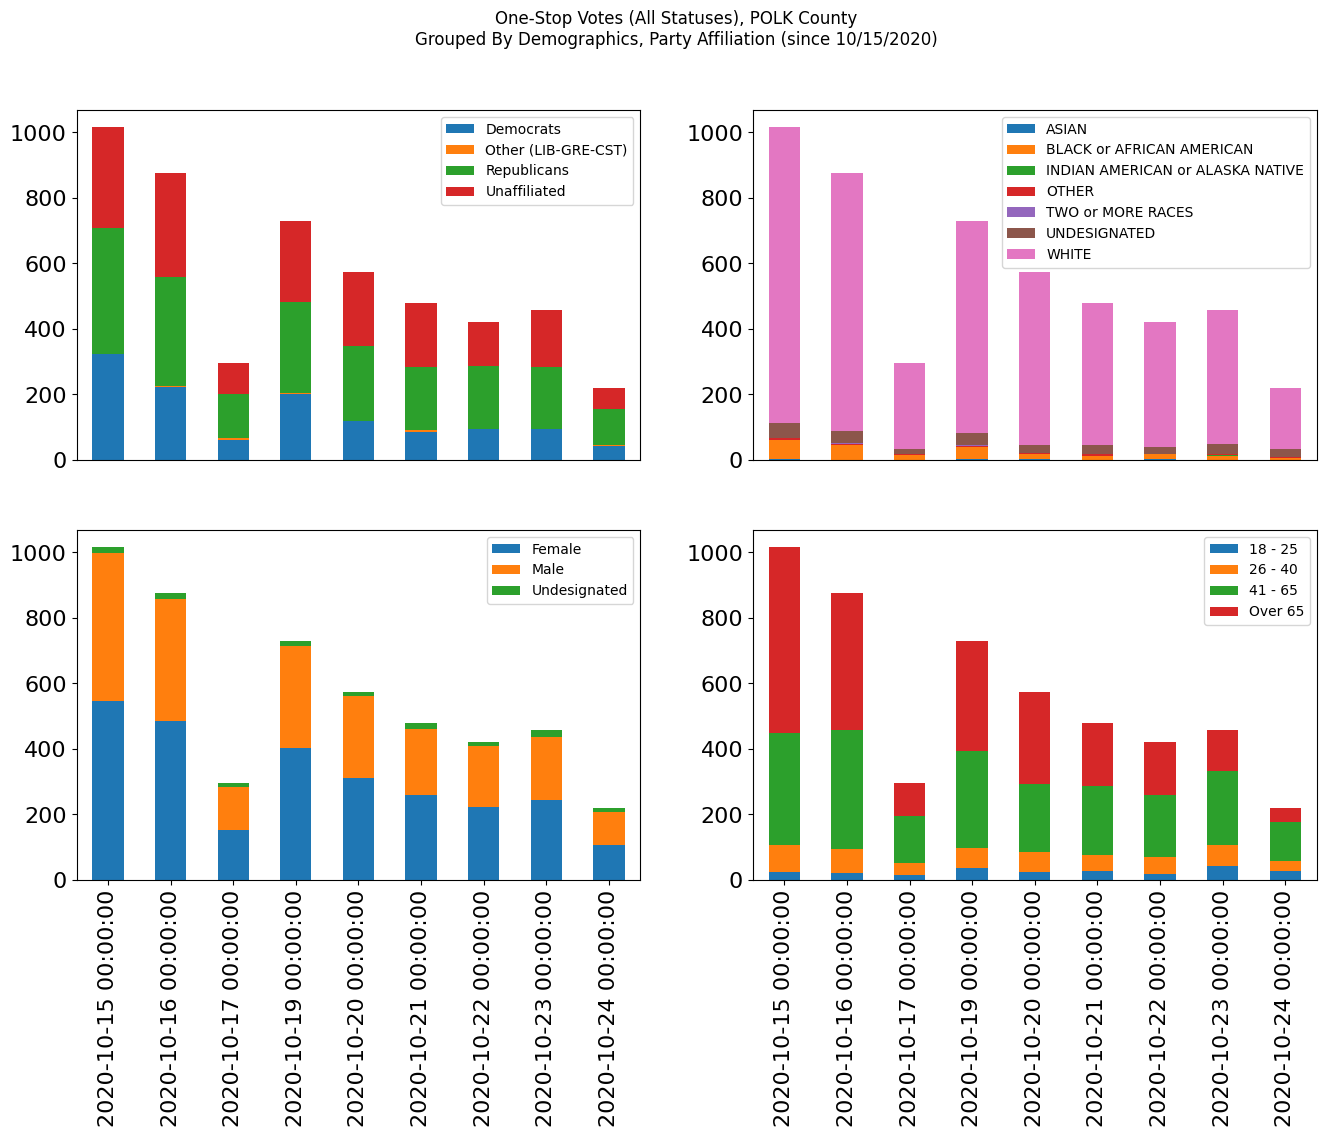 One-Stop Votes (All Statuses), POLK County
Grouped By Demographics, Party Affiliation (since 10/15/2020)
1000
800
600
400
200
0
Democrats
Other (LIB-GRE-CST)
Republicans
Unaffiliated
1000
800
600
400
200
0
ASIAN
BLACK or AFRICAN AMERICAN
INDIAN AMERICAN or ALASKA NATIVE
OTHER
TWO or MORE RACES
UNDESIGNATED
WHITE
1000
800
600
400
200
0
Female
Male
Undesignated
2020-10-15 00:00:00
2020-10-16 00:00:00
2020-10-17 00:00:00
2020-10-19 00:00:00
2020-10-20 00:00:00
2020-10-21 00:00:00
2020-10-22 00:00:00
2020-10-23 00:00:00
2020-10-24 00:00:00
1000
800
600
400
200
0
18 - 25
26 - 40
41 - 65
Over 65
2020-10-15 00:00:00
2020-10-16 00:00:00
2020-10-17 00:00:00
2020-10-19 00:00:00
2020-10-20 00:00:00
2020-10-21 00:00:00
2020-10-22 00:00:00
2020-10-23 00:00:00
2020-10-24 00:00:00